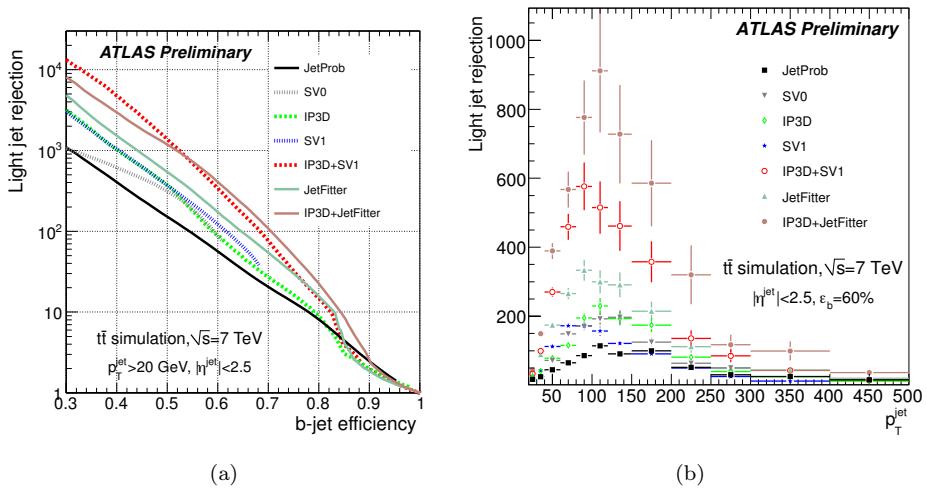 ATLAS Preliminary
Light jet rejection
10⁴
10³
10²
10
1
JetProb
SV0
IP3D
SV1
IP3D+SV1
JetFitter
IP3D+JetFitter
tt̄ simulation,√s=7 TeV
p_T^jet>20 GeV, |η^jet|<2.5
0.3 0.4 0.5 0.6 0.7 0.8 0.9 1
b-jet efficiency
(a)
ATLAS Preliminary
Light jet rejection
1000
800
600
400
200
JetProb
SV0
IP3D
SV1
IP3D+SV1
JetFitter
IP3D+JetFitter
tt̄ simulation,√s=7 TeV
|η^jet|<2.5, ε_b=60%
50 100 150 200 250 300 350 400 450 500
p_T^jet
(b)